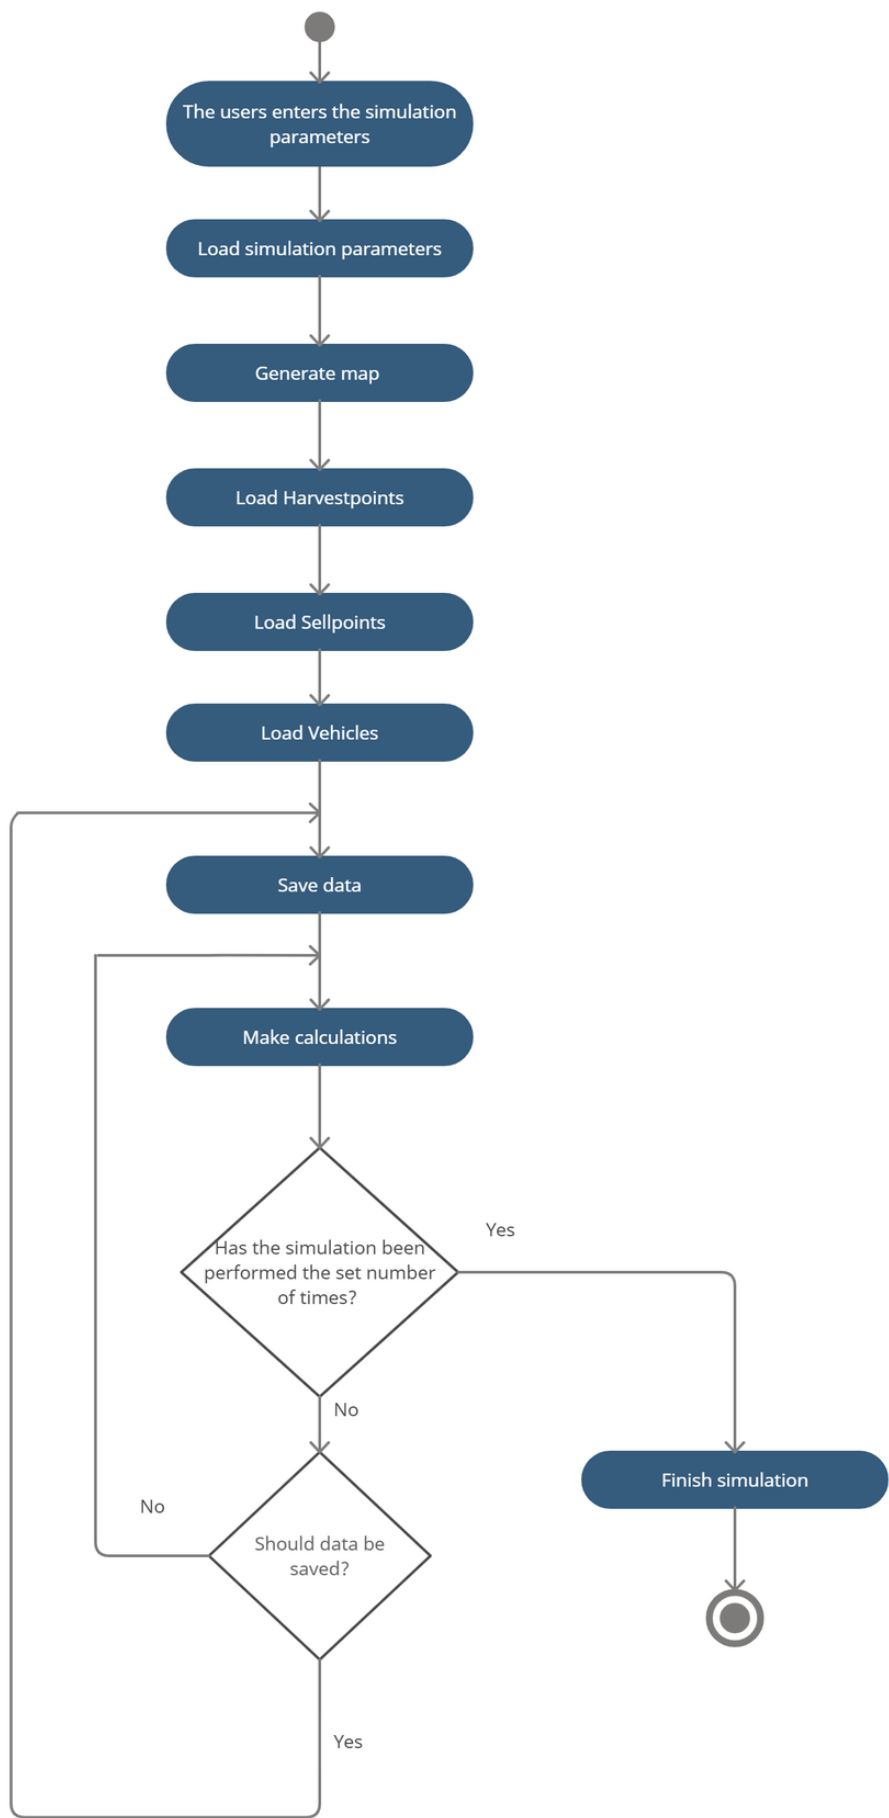 The users enters the simulation
parameters
Load simulation parameters
Generate map
Load Harvestpoints
Load Sellpoints
Load Vehicles
Save data
Make calculations
Yes
Has the simulation been
performed the set number
of times?
No
Finish simulation
No
Should data be
saved?
Yes